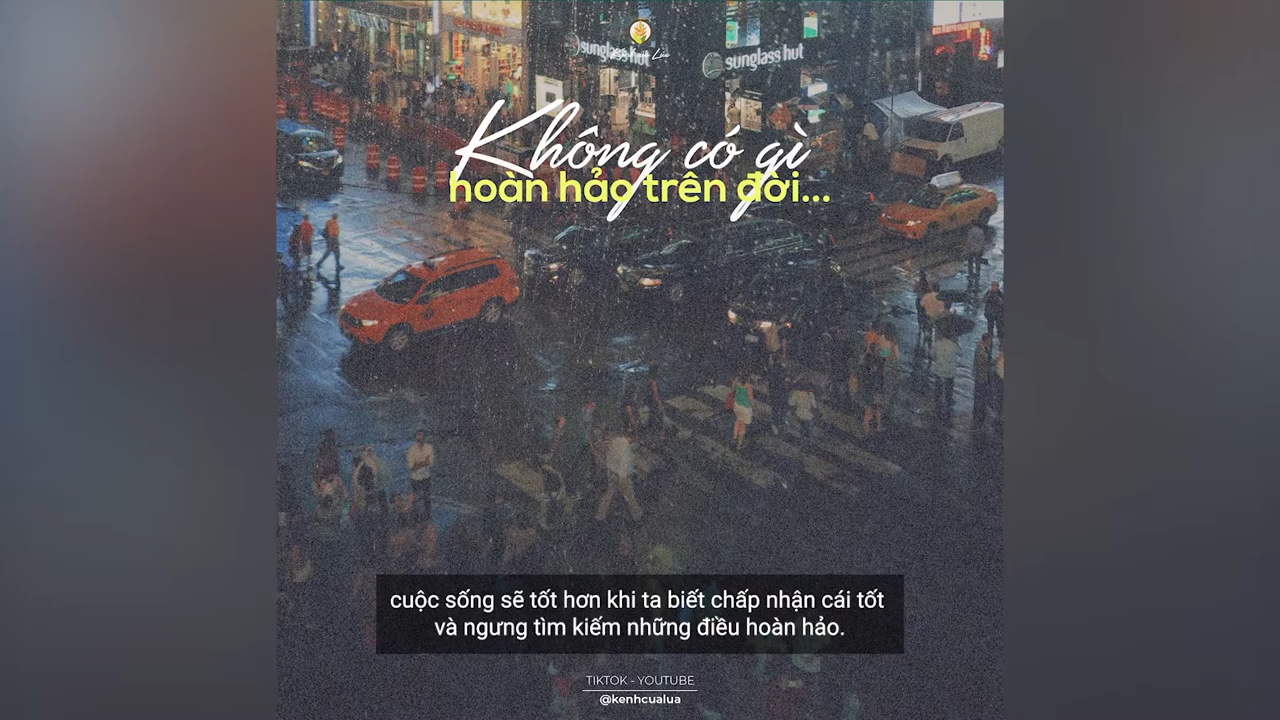 sunglass hut
sunglass hut
Không có gì
hoàn hảo trên đời...
cuộc sống sẽ tốt hơn khi ta biết chấp nhận cái tốt
và ngưng tìm kiếm những điều hoàn hảo.
TIKTOK - YOUTUBE
@kenhcualua